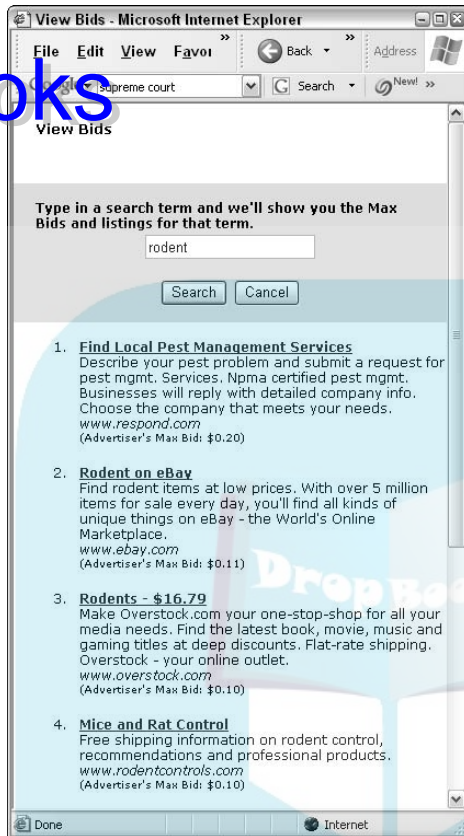 View Bids - Microsoft Internet Explorer
File Edit View Favor » Back » Address
oks
Google supreme court G Search New! »
View Bids
Type in a search term and we'll show you the Max
Bids and listings for that term.
rodent
Search Cancel
1. Find Local Pest Management Services
Describe your pest problem and submit a request for
pest mgmt. Services. Npma certified pest mgmt.
Businesses will reply with detailed company info.
Choose the company that meets your needs.
www.respond.com
(Advertiser's Max Bid: $0.20)
2. Rodent on eBay
Find rodent items at low prices. With over 5 million
items for sale every day, you'll find all kinds of
unique things on eBay - the World's Online
Marketplace.
www.ebay.com
(Advertiser's Max Bid: $0.11)
Drop Boo
3. Rodents - $16.79
Make Overstock.com your one-stop-shop for all your
media needs. Find the latest book, movie, music and
gaming titles at deep discounts. Flat-rate shipping.
Overstock - your online outlet.
www.overstock.com
(Advertiser's Max Bid: $0.10)
4. Mice and Rat Control
Free shipping information on rodent control,
recommendations and professional products.
www.rodentcontrols.com
(Advertiser's Max Bid: $0.10)
Done Internet